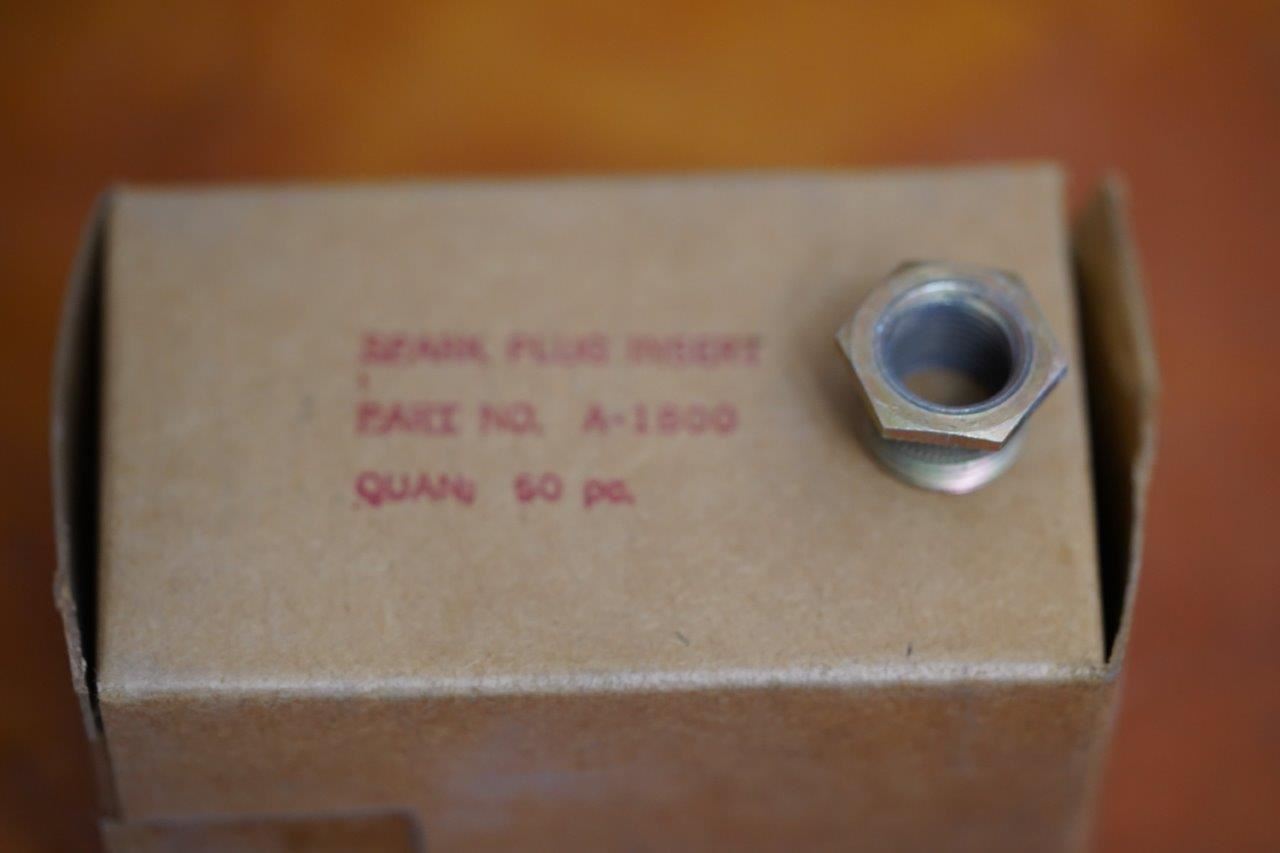 SPARK PLUG INSERT
PART NO. A-1800
QUAN: 50 pc.